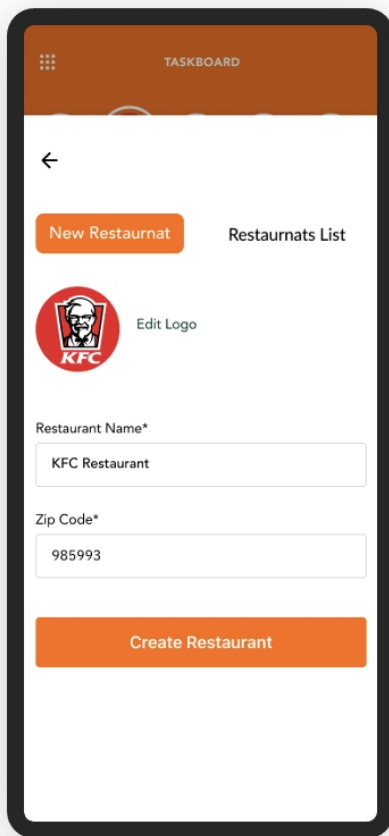 TASKBOARD
New Restaurnat
Restaurnats List
KFC
Edit Logo
Restaurant Name*
KFC Restaurant
Zip Code*
985993
Create Restaurant